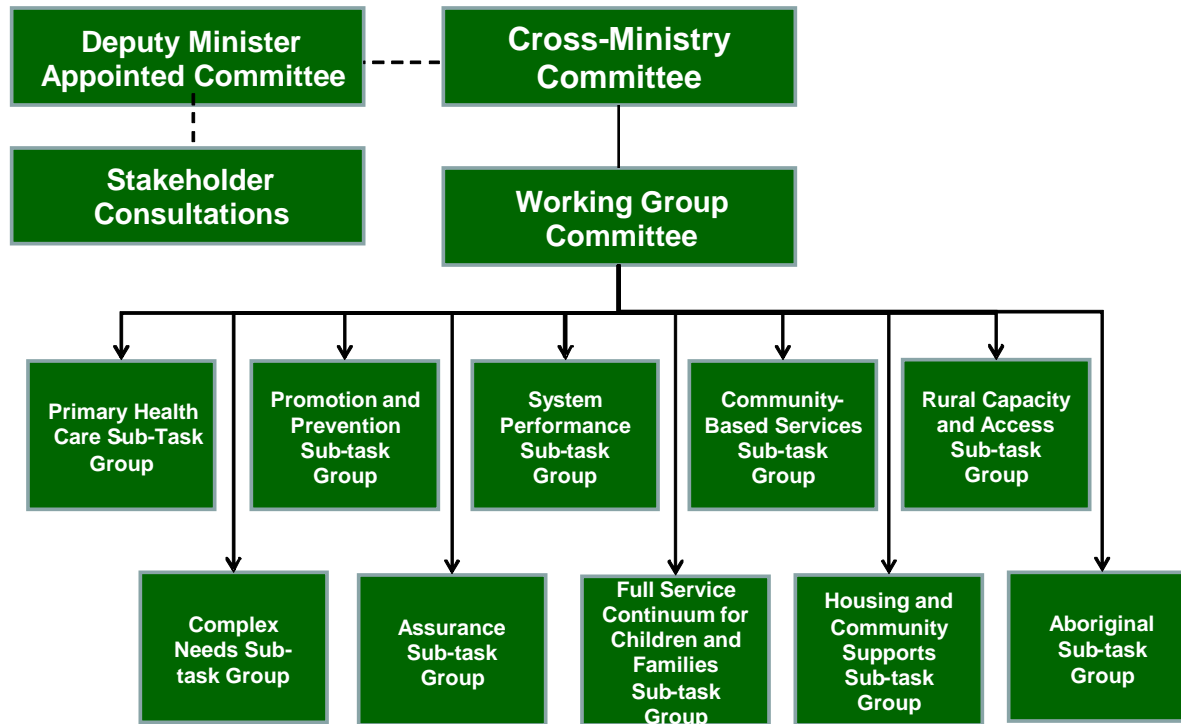 Deputy Minister
Appointed Committee
Cross-Ministry
Committee
Stakeholder
Consultations
Working Group
Committee
Primary Health
Care Sub-Task
Group
Promotion and
Prevention
Sub-task
Group
System
Performance
Sub-task
Group
Community-
Based Services
Sub-task
Group
Rural Capacity
and Access
Sub-task
Group
Complex
Needs Sub-
task Group
Assurance
Sub-task
Group
Full Service
Continuum for
Children and
Families
Sub-task
Group
Housing and
Community
Supports
Sub-task
Group
Aboriginal
Sub-task
Group